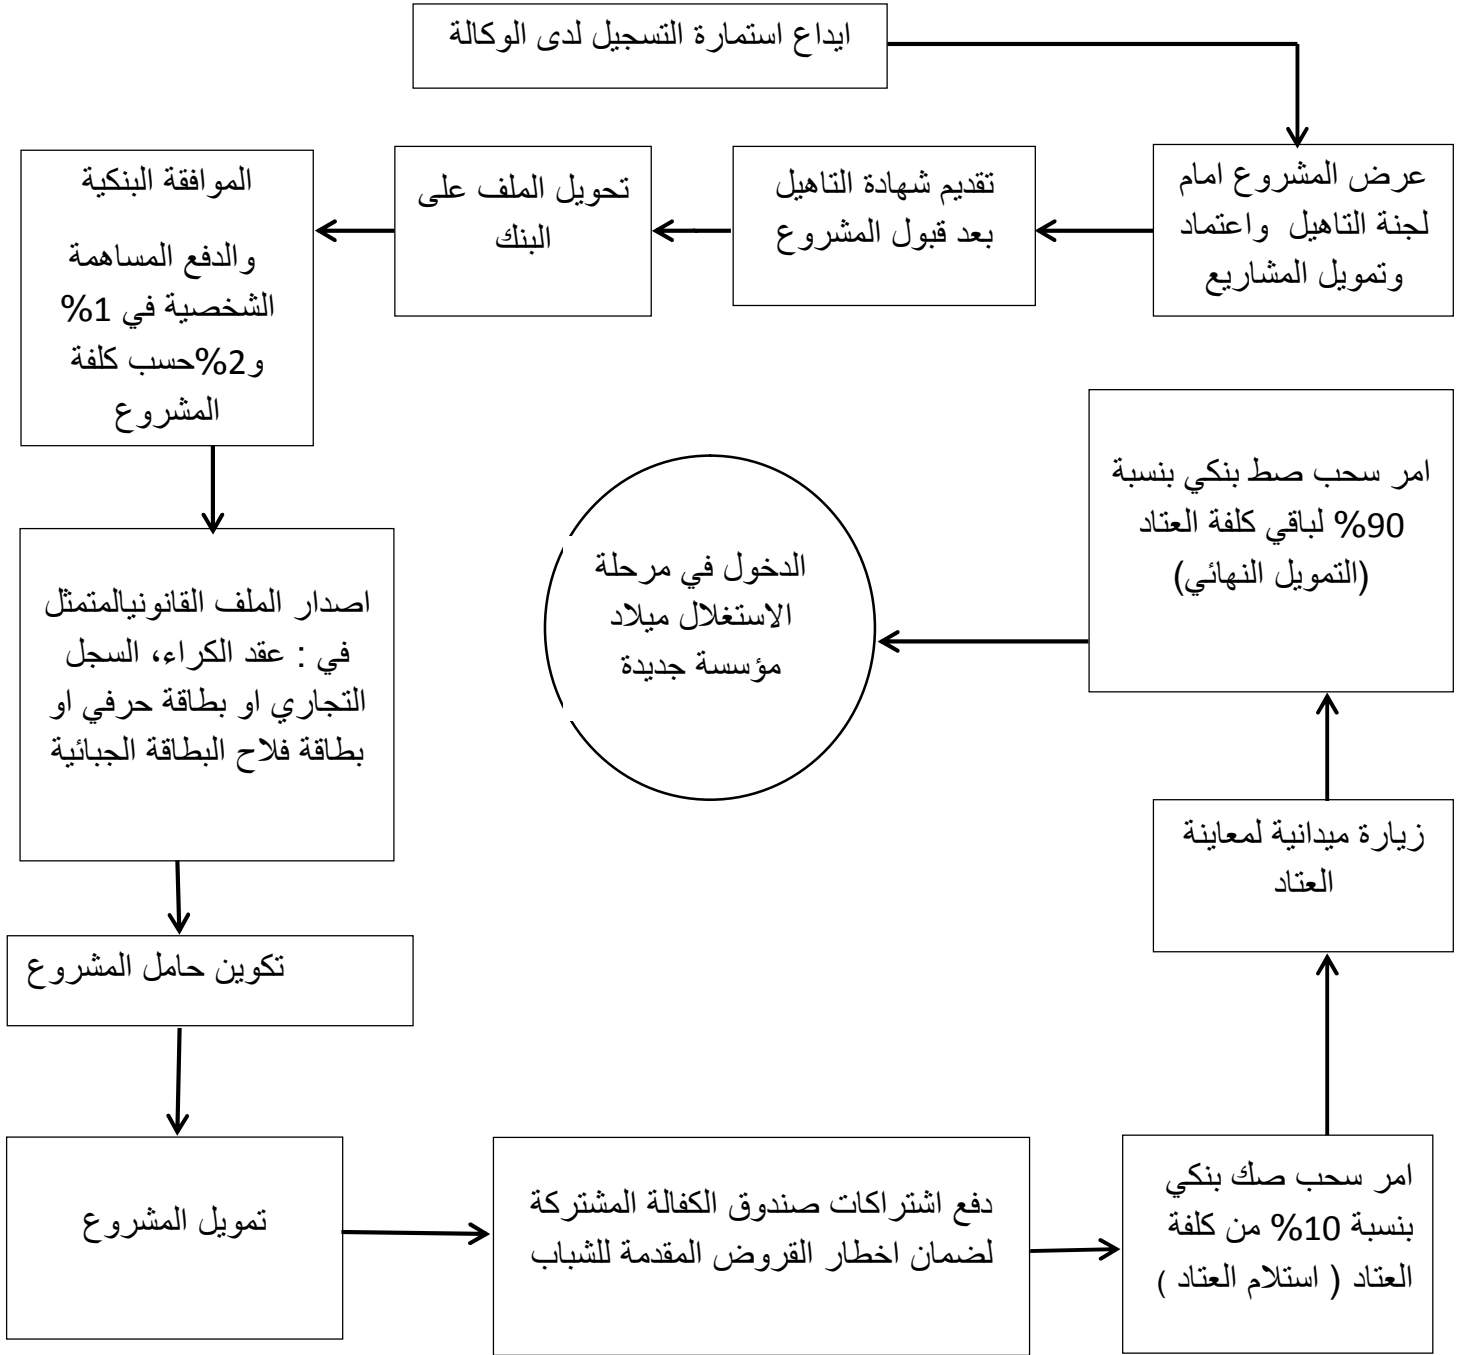 ايداع استمارة التسجيل لدى الوكالة
عرض المشروع امام
لجنة التاهيل واعتماد
وتمويل المشاريع
تقديم شهادة التاهيل
بعد قبول المشروع
تحويل الملف على
البنك
الموافقة البنكية
والدفع المساهمة
الشخصية في 1%
و2%حسب كلفة
المشروع
اصدار الملف القانونيالمتمثل
في : عقد الكراء، السجل
التجاري او بطاقة حرفي او
بطاقة فلاح البطاقة الجبائية
تكوين حامل المشروع
تمويل المشروع
دفع اشتراكات صندوق الكفالة المشتركة
لضمان اخطار القروض المقدمة للشباب
امر سحب صك بنكي
بنسبة 10% من كلفة
العتاد ( استلام العتاد )
زيارة ميدانية لمعاينة
العتاد
امر سحب صط بنكي بنسبة
90% لباقي كلفة العتاد
(التمويل النهائي)
الدخول في مرحلة
الاستغلال ميلاد
مؤسسة جديدة